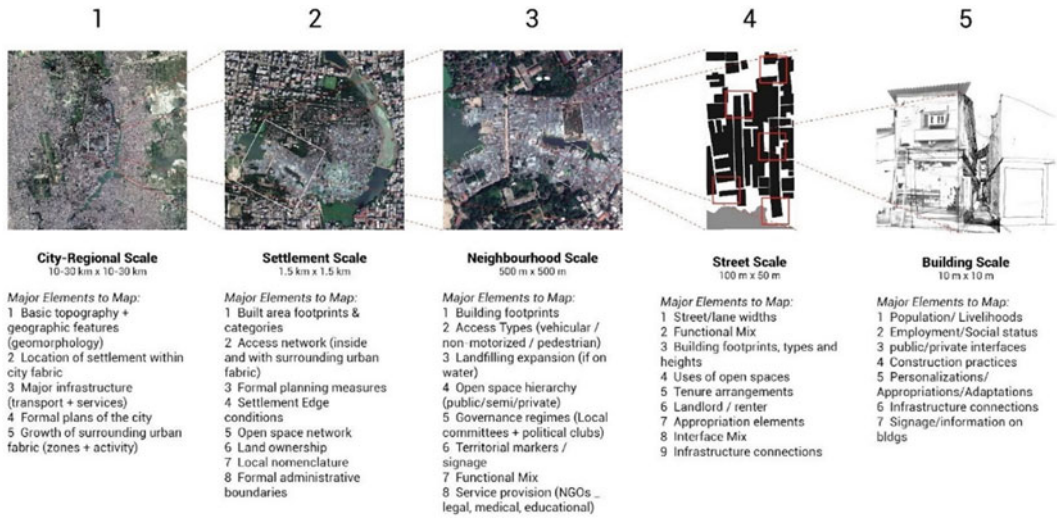 1
2
3
4
5
City-Regional Scale
10-30 km x 10-30 km
Major Elements to Map:
1 Basic topography +
geographic features
(geomorphology)
2 Location of settlement within
city fabric
3 Major infrastructure
(transport + services)
4 Formal plans of the city
5 Growth of surrounding urban
fabric (zones + activity)
Settlement Scale
1.5 km x 1.5 km
Major Elements to Map:
1 Built area footprints &
categories
2 Access network (inside
and with surrounding urban
fabric)
3 Formal planning measures
4 Settlement Edge
conditions
5 Open space network
6 Land ownership
7 Local nomenclature
8 Formal administrative
boundaries
Neighbourhood Scale
500 m x 500 m
Major Elements to Map:
1 Building footprints
2 Access Types (vehicular /
non-motorized / pedestrian)
3 Landfilling expansion (if on
water)
4 Open space hierarchy
(public/semi/private)
5 Governance regimes (Local
committees + political clubs)
6 Territorial markers /
signage
7 Functional Mix
8 Service provision (NGOs _
legal, medical, educational)
Street Scale
100 m x 50 m
Major Elements to Map:
1 Street/lane widths
2 Functional Mix
3 Building footprints, types and
heights
4 Uses of open spaces
5 Tenure arrangements
6 Landlord / renter
7 Appropriation elements
8 Interface Mix
9 Infrastructure connections
Building Scale
10 m x 10 m
Major Elements to Map:
1 Population/ Livelihoods
2 Employment/Social status
3 public/private interfaces
4 Construction practices
5 Personalizations/
Appropriations/Adaptations
6 Infrastructure connections
7 Signage/information on
bldgs